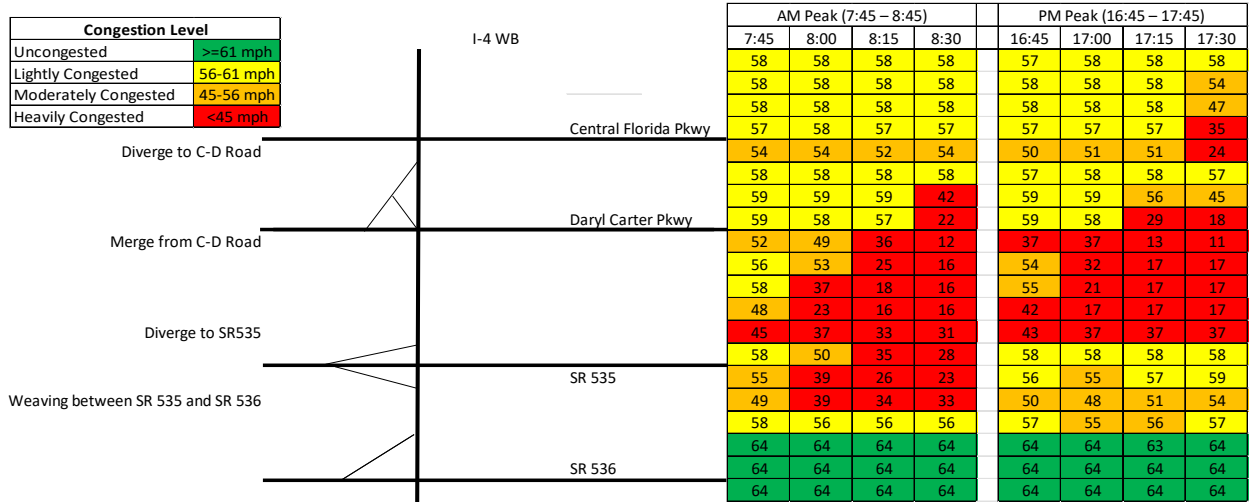 Congestion Level
Uncongested >=61 mph
Lightly Congested 56-61 mph
Moderately Congested 45-56 mph
Heavily Congested <45 mph
I-4 WB
AM Peak (7:45 – 8:45) PM Peak (16:45 – 17:45)
7:45 8:00 8:15 8:30 16:45 17:00 17:15 17:30
58 58 58 58 57 58 58 58
58 58 58 58 58 58 58 54
58 58 58 58 58 58 58 47
Central Florida Pkwy 57 58 57 57 57 57 57 35
Diverge to C-D Road 54 54 52 54 50 51 51 24
58 58 58 58 57 58 58 57
59 59 59 42 59 59 56 45
Daryl Carter Pkwy 59 58 57 22 59 58 29 18
Merge from C-D Road 52 49 36 12 37 37 13 11
56 53 25 16 54 32 17 17
58 37 18 16 55 21 17 17
48 23 16 16 42 17 17 17
Diverge to SR535 45 37 33 31 43 37 37 37
58 50 35 28 58 58 58 58
SR 535 55 39 26 23 56 55 57 59
Weaving between SR 535 and SR 536 49 39 34 33 50 48 51 54
58 56 56 56 57 55 56 57
64 64 64 64 64 64 63 64
SR 536 64 64 64 64 64 64 64 64
64 64 64 64 64 64 64 64